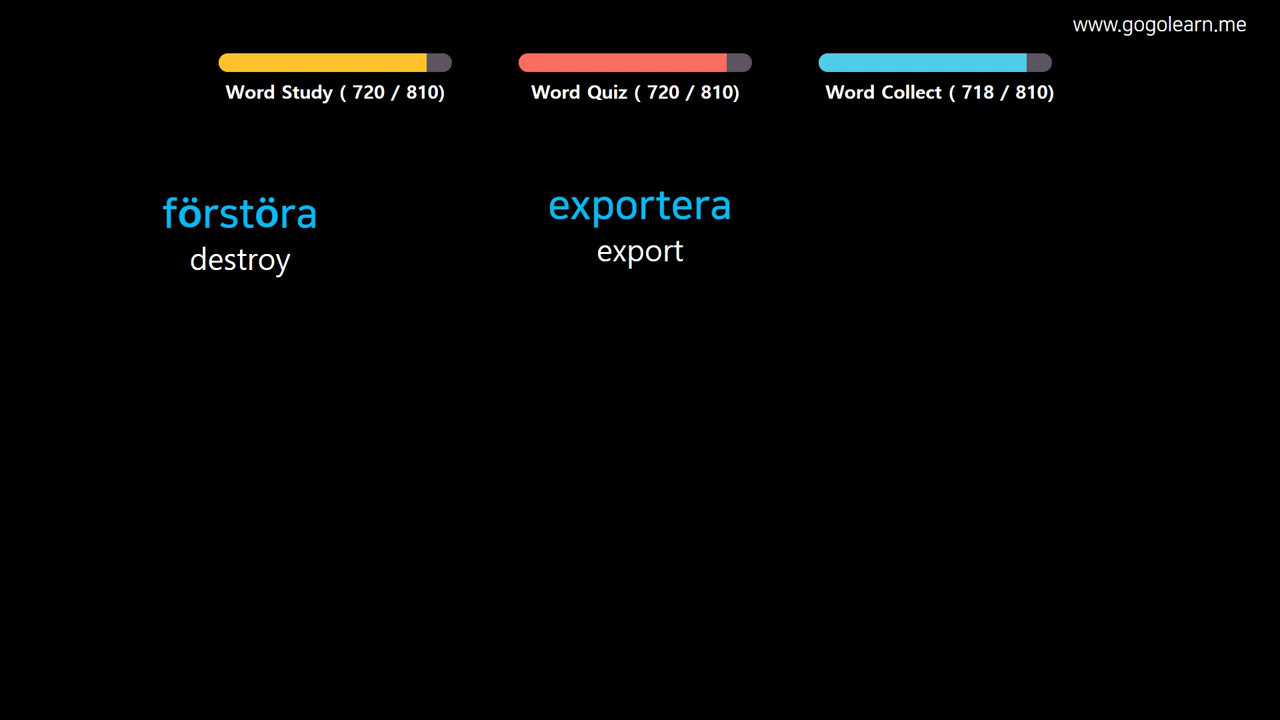 www.gogolearn.me
Word Study ( 720 / 810)
Word Quiz ( 720 / 810)
Word Collect ( 718 / 810)
förstöra
destroy
exportera
export